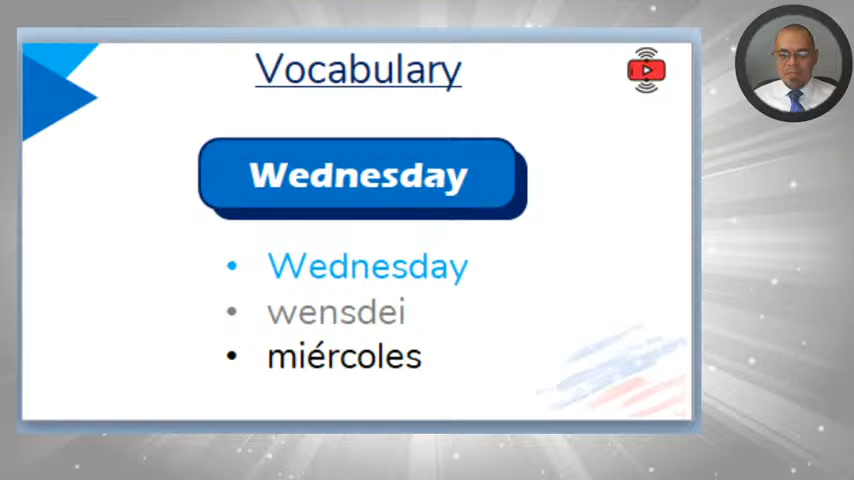 Vocabulary
Wednesday
• Wednesday
• wensdei
• miércoles